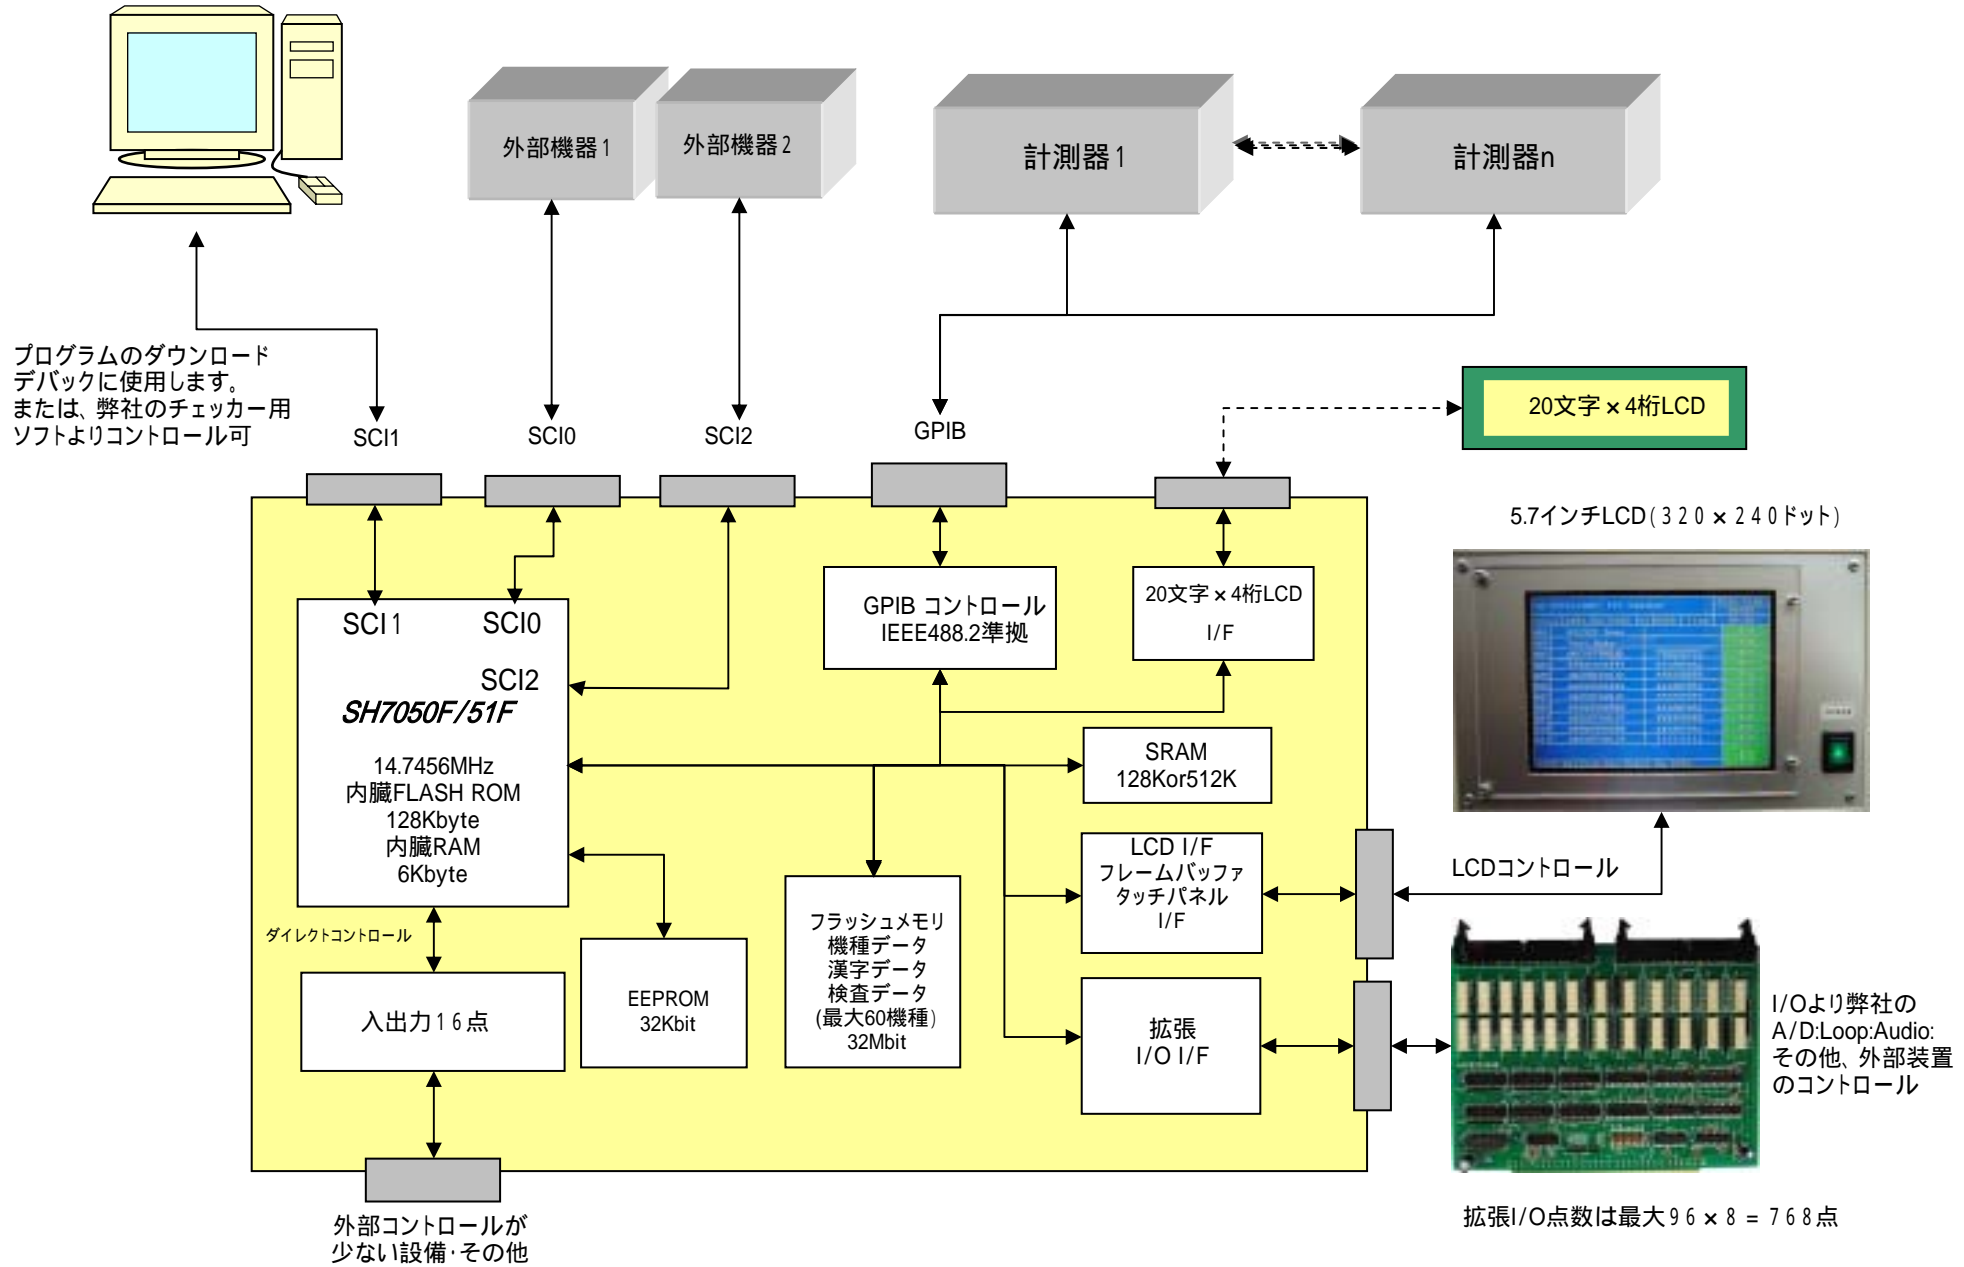 外部機器1
外部機器2
計測器1
計測器n
プログラムのダウンロード
デバックに使用します。
または、弊社のチェッカー用
ソフトよりコントロール可
SCI1
SCI0
SCI2
GPIB
20文字×4桁LCD
5.7インチLCD(320×240ドット)
SCI1
SCI0
SCI2
SH7050F/51F
14.7456MHz
内臓FLASH ROM
128Kbyte
内臓RAM
6Kbyte
GPIB コントロール
IEEE488.2準拠
20文字×4桁LCD
I/F
SRAM
128Kor512K
LCD I/F
フレームバッファ
タッチパネル
I/F
LCDコントロール
ダイレクトコントロール
入出力16点
EEPROM
32Kbit
フラッシュメモリ
機種データ
漢字データ
検査データ
(最大60機種)
32Mbit
拡張
I/O I/F
I/Oより弊社の
A/D:Loop:Audio:
その他、外部装置
のコントロール
外部コントロールが
少ない設備・その他
拡張I/O点数は最大96×8=768点